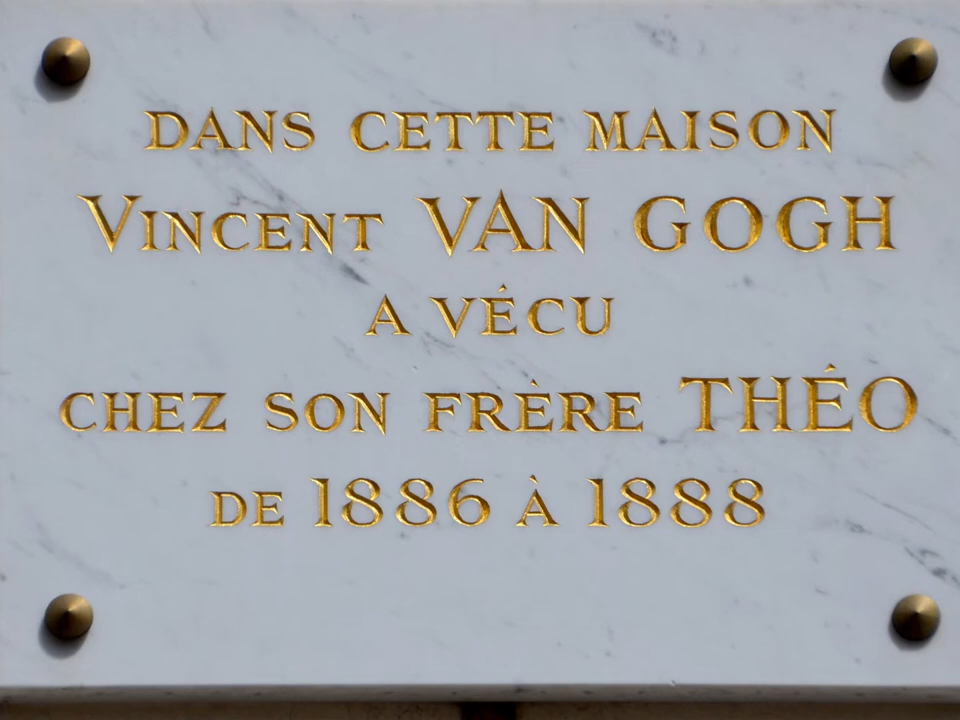 DANS CETTE MAISON
VINCENT VAN GOGH
A VÉCU
CHEZ SON FRÈRE THÉO
DE 1886 À 1888